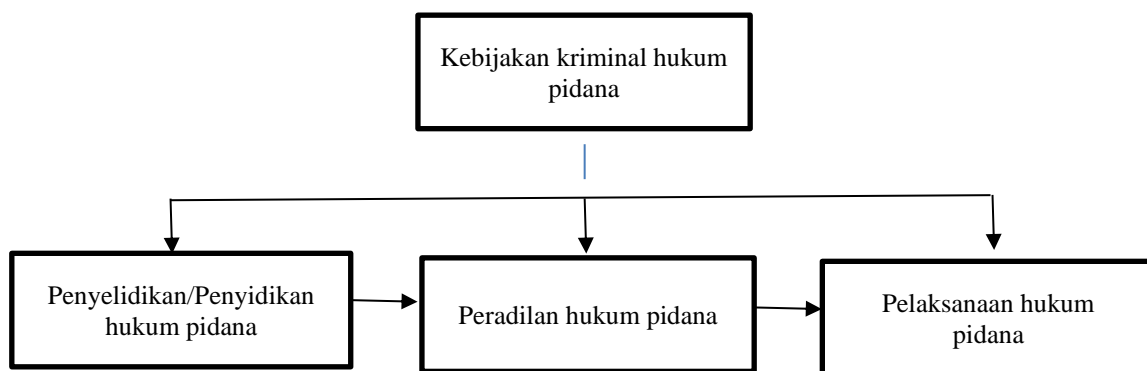 Kebijakan kriminal hukum
pidana
Penyelidikan/Penyidikan
hukum pidana
Peradilan hukum pidana
Pelaksanaan hukum
pidana